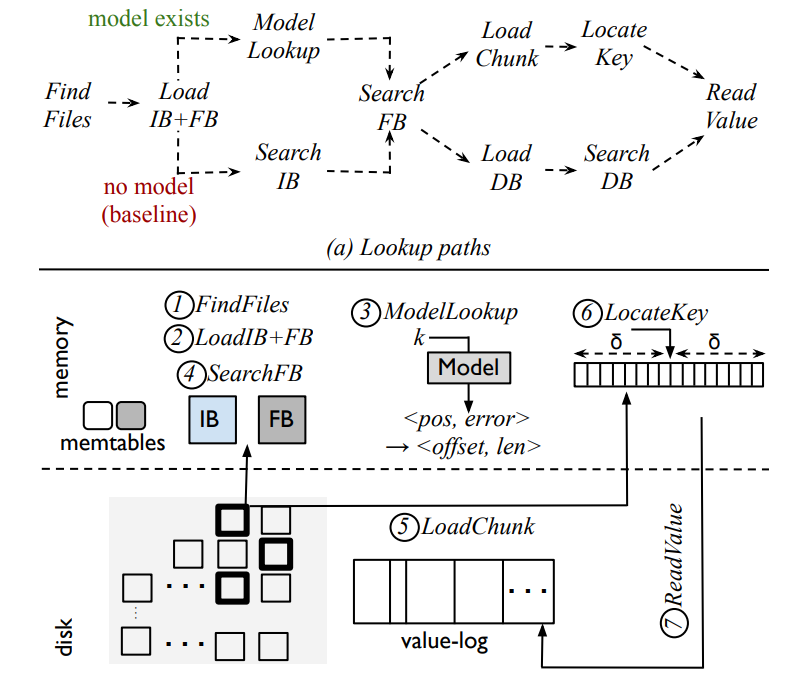 model exists
Model
Lookup
Load
Chunk
Locate
Key
Find
Files
Load
IB+FB
Search
FB
Read
Value
Search
IB
Load
DB
Search
DB
no model
(baseline)
(a) Lookup paths
memory
1 FindFiles
2 LoadIB+FB
4 SearchFB
IB
FB
memtables
3 ModelLookup
k
Model
<pos, error>
→ <offset, len>
6 LocateKey
δ
δ
disk
5 LoadChunk
value-log
7 ReadValue